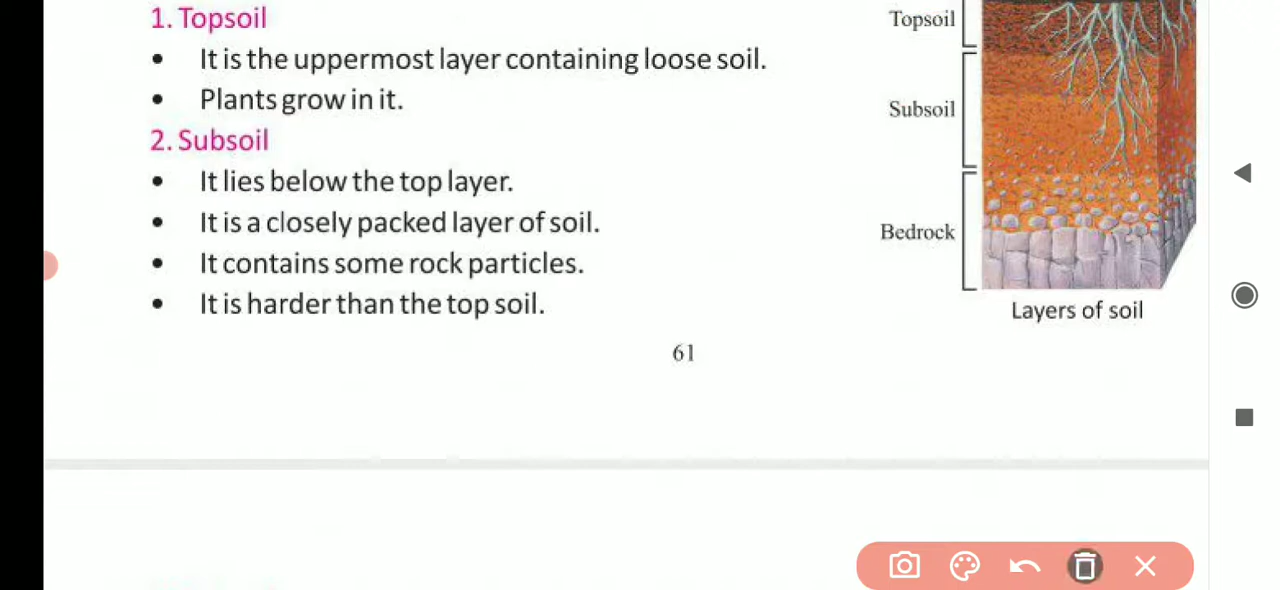 1. Topsoil
• It is the uppermost layer containing loose soil.
• Plants grow in it.
2. Subsoil
• It lies below the top layer.
• It is a closely packed layer of soil.
• It contains some rock particles.
• It is harder than the top soil.
Topsoil
Subsoil
Bedrock
Layers of soil
61